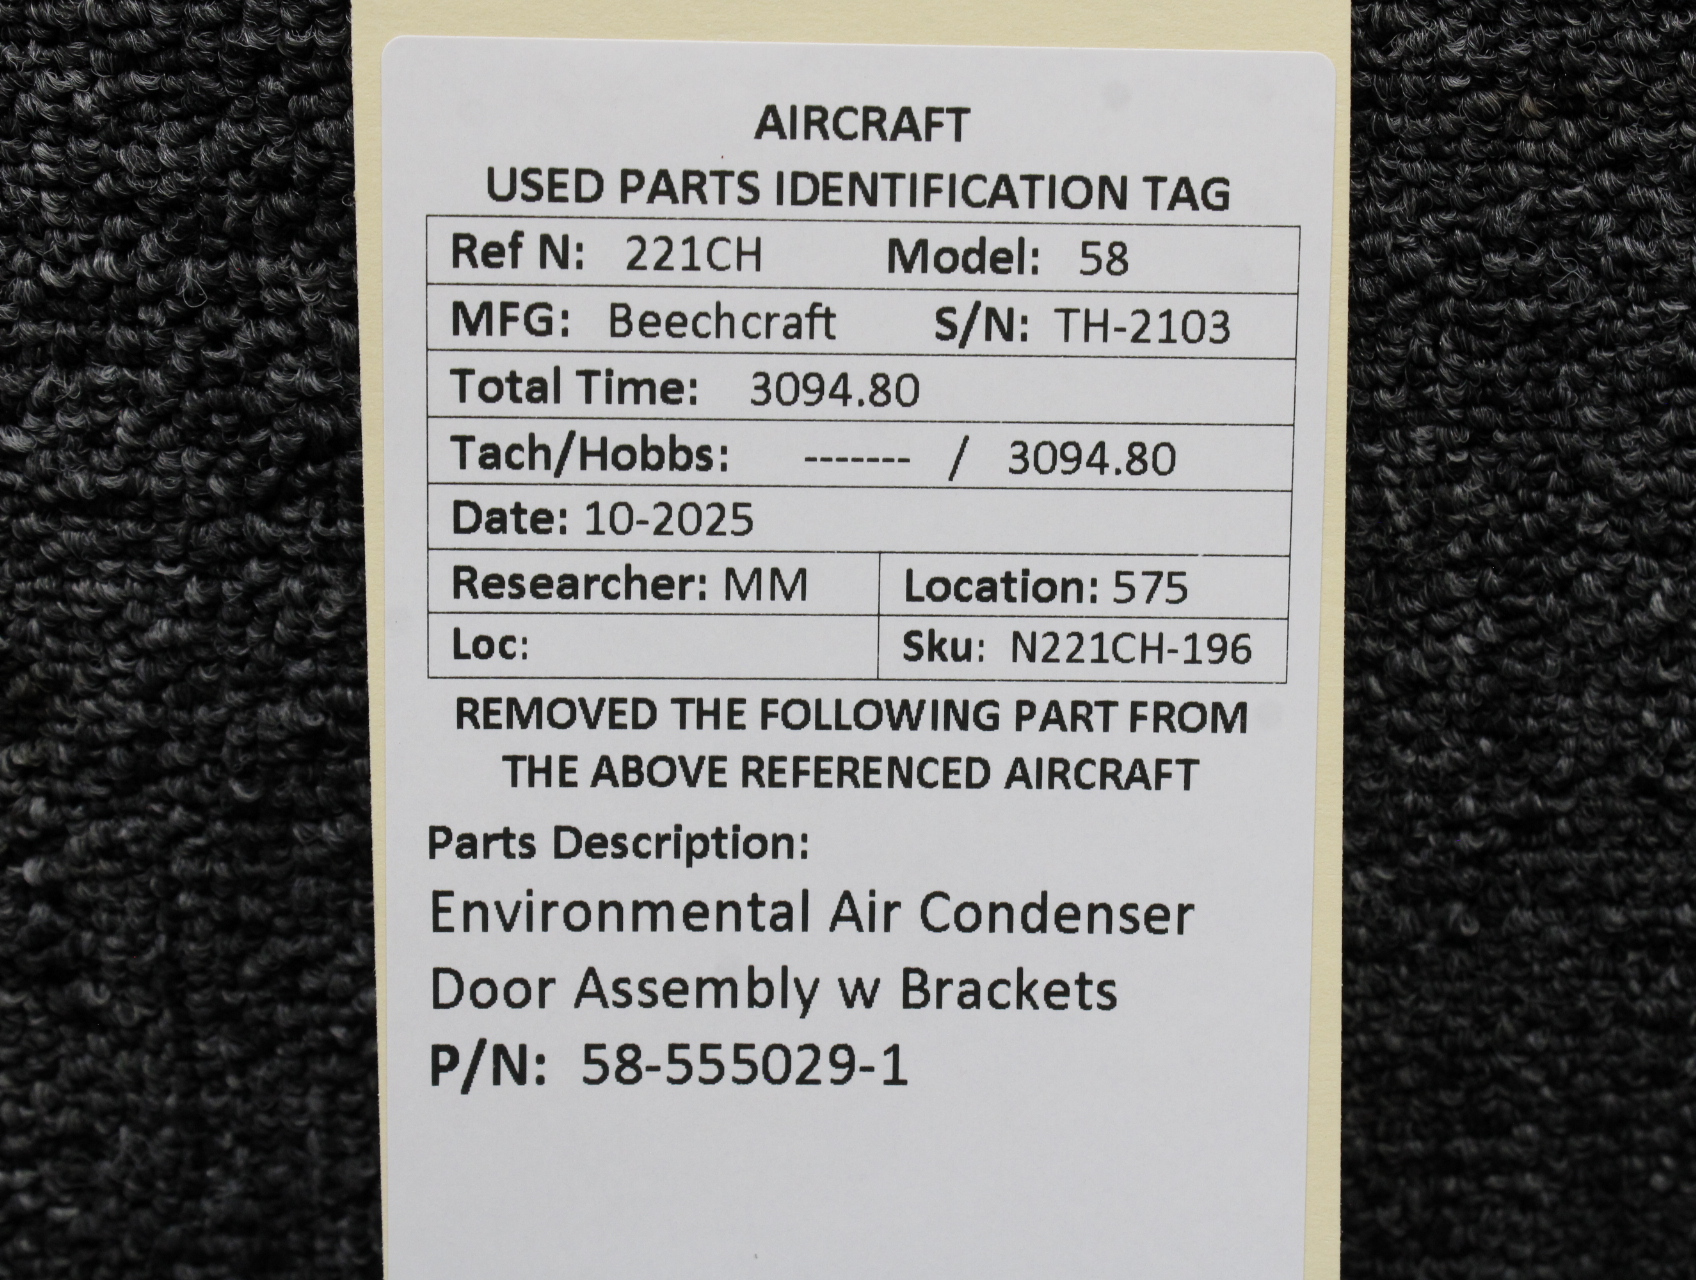 AIRCRAFT
USED PARTS IDENTIFICATION TAG
Ref N: 221CH Model: 58
MFG: Beechcraft S/N: TH-2103
Total Time: 3094.80
Tach/Hobbs: ------- / 3094.80
Date: 10-2025
Researcher: MM Location: 575
Loc: Sku: N221CH-196
REMOVED THE FOLLOWING PART FROM
THE ABOVE REFERENCED AIRCRAFT
Parts Description:
Environmental Air Condenser
Door Assembly w Brackets
P/N: 58-555029-1